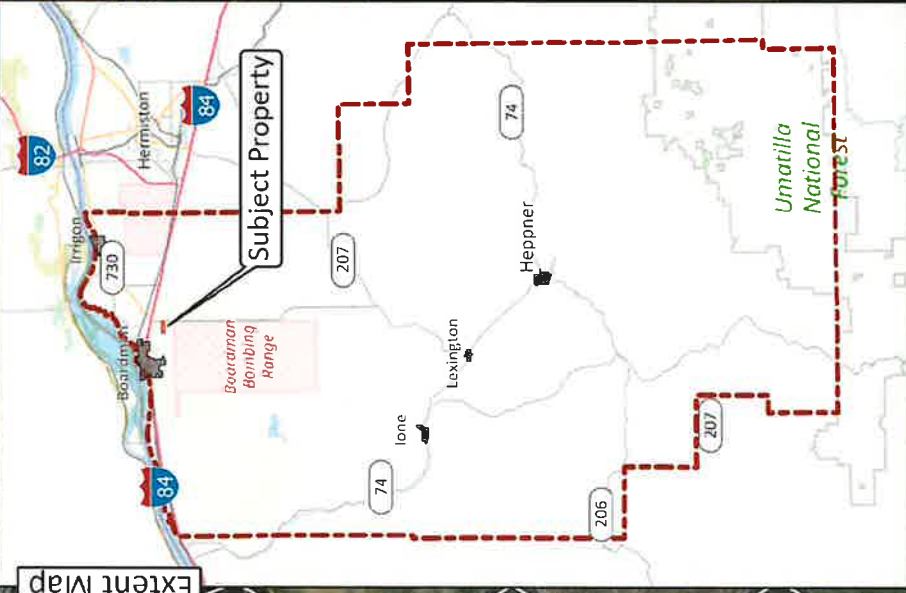 82
Hermiston
84
Irrigon
730
Subject Property
Boardman
207
74
Boardman
Bombing
Range
Heppner
Lexington
Umatilla
National
Forest
Ione
84
74
207
206
Extent Map